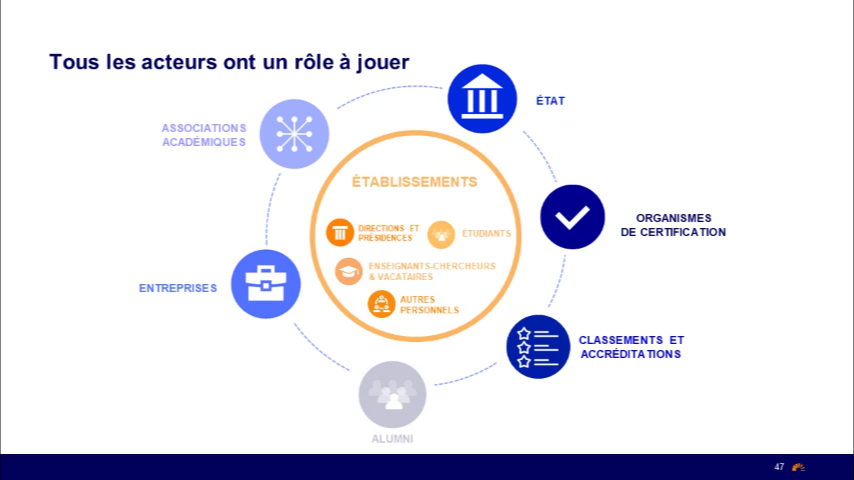 Tous les acteurs ont un rôle à jouer
ÉTAT
ASSOCIATIONS
ACADÉMIQUES
ÉTABLISSEMENTS
DIRECTIONS ET
PRÉSIDENCES
ÉTUDIANTS
ORGANISMES
DE CERTIFICATION
ENSEIGNANTS-CHERCHEURS
& VACATAIRES
ENTREPRISES
AUTRES
PERSONNELS
CLASSEMENTS ET
ACCRÉDITATIONS
ALUMNI
47